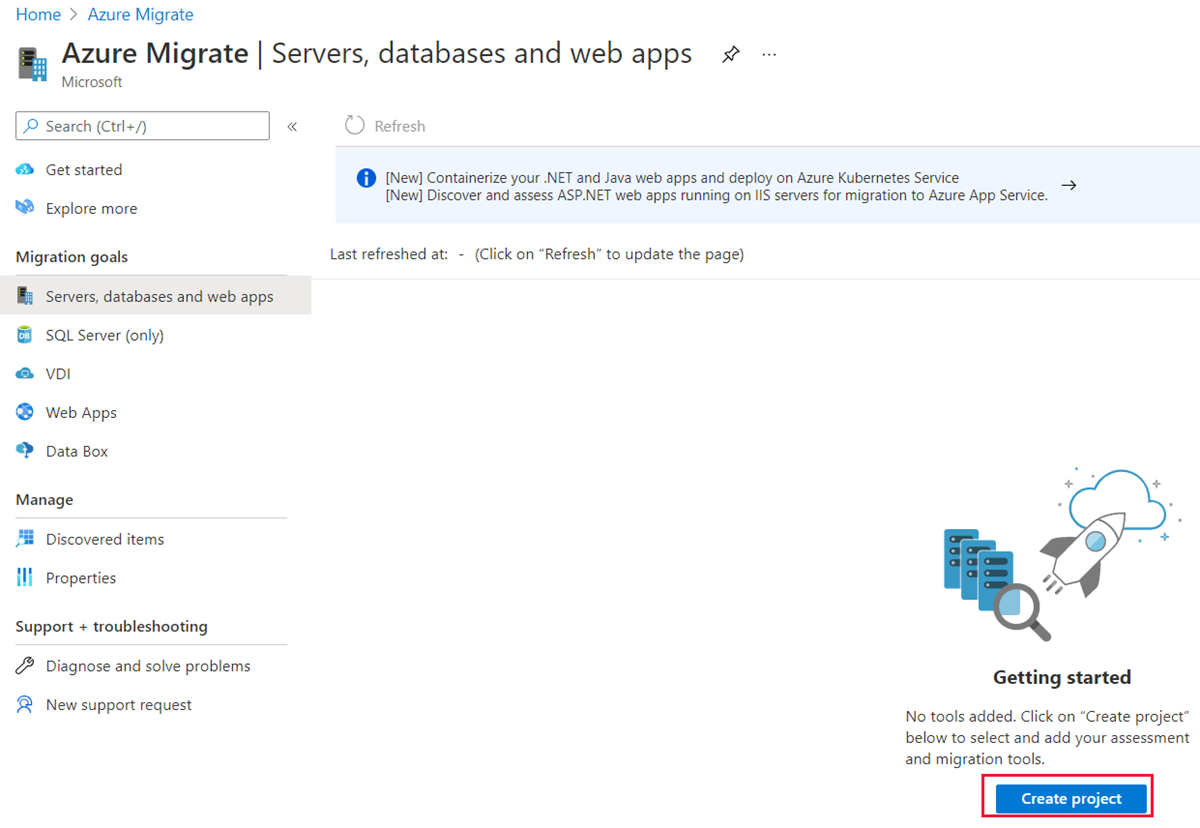 Home > Azure Migrate
Azure Migrate | Servers, databases and web apps ...
Microsoft
Search (Ctrl+/) «
Get started
Explore more
Migration goals
Servers, databases and web apps
SQL Server (only)
VDI
Web Apps
Data Box
Manage
Discovered items
Properties
Support + troubleshooting
Diagnose and solve problems
New support request
Refresh
[New] Containerize your .NET and Java web apps and deploy on Azure Kubernetes Service
[New] Discover and assess ASP.NET web apps running on IIS servers for migration to Azure App Service. →
Last refreshed at: - (Click on “Refresh” to update the page)
Getting started
No tools added. Click on “Create project”
below to select and add your assessment
and migration tools.
Create project